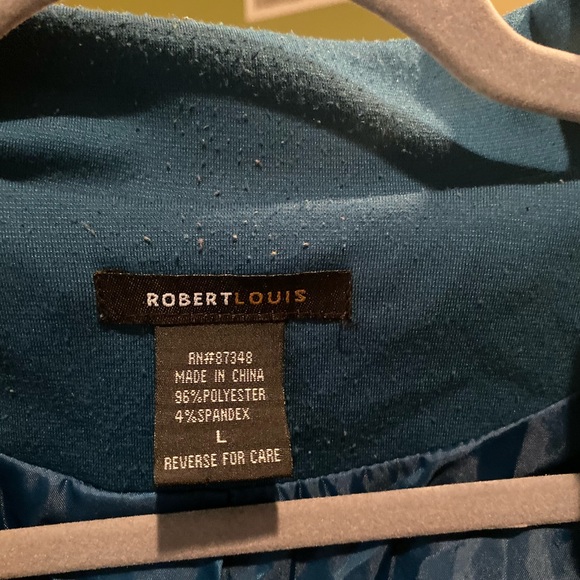 ROBERTLOUIS
RN#87348
MADE IN CHINA
96%POLYESTER
4%SPANDEX
L
REVERSE FOR CARE